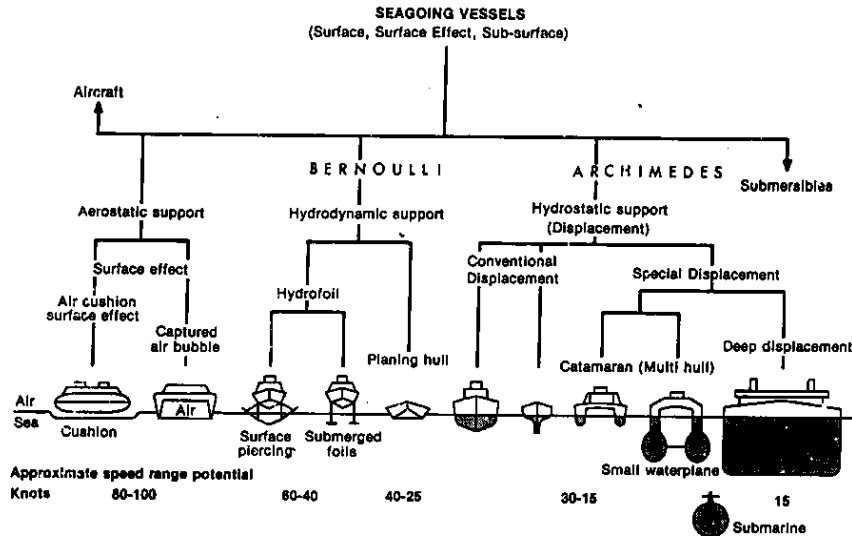 SEAGOING VESSELS
(Surface, Surface Effect, Sub-surface)
Aircraft
BERNOULLI
ARCHIMEDES
Submersibles
Aerostatic support
Hydrodynamic support
Hydrostatic support
(Displacement)
Surface effect
Conventional
Displacement
Special Displacement
Air cushion
surface effect
Hydrofoil
Captured
air bubble
Planing hull
Catamaran (Multi hull)
Deep displacement
Air
Sea
Cushion
Air
Surface
piercing
Submerged
foils
Small waterplane
Approximate speed range potential
Knots 80-100 60-40 40-25 30-15 15
Submarine